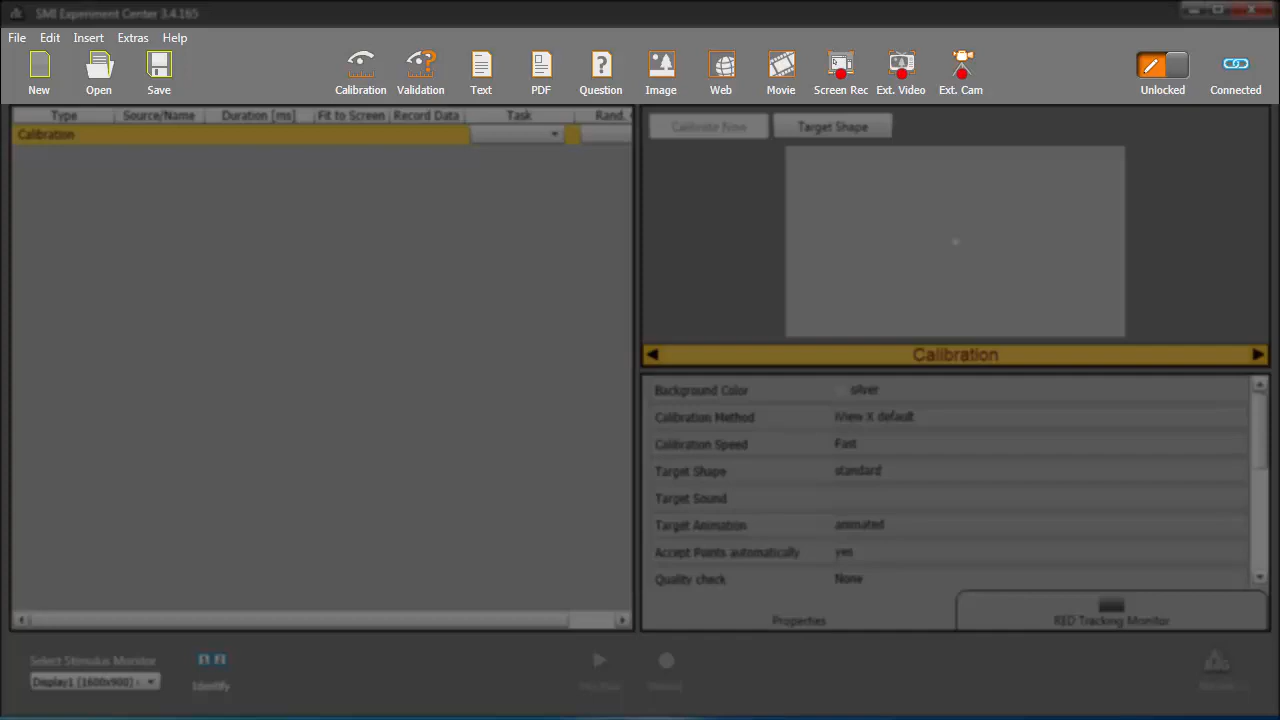 SMI Experiment Center 3.4.165
File Edit Insert Extras Help
New Open Save Calibration Validation Text PDF Question Image Web Movie Screen Rec Ext. Video Ext. Cam Unlocked Connected
Type Source/Name Duration [ms] Fit to Screen Record Data Task Rand.
Calibration
Calibrate Now Target Shape
Calibration
Background Color silver
Calibration Method iView X default
Calibration Speed Fast
Target Shape standard
Target Sound
Target Animation animated
Accept Points automatically yes
Quality check None
Properties RED Tracking Monitor
Select Stimulus Monitor
Display1 (1600x900)
Identify